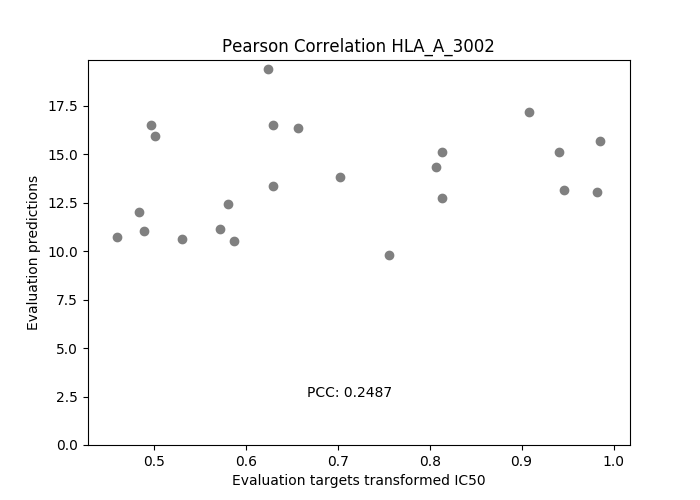 Pearson Correlation HLA_A_3002
17.5
15.0
12.5
10.0
7.5
5.0
2.5
0.0
Evaluation predictions
PCC: 0.2487
0.5 0.6 0.7 0.8 0.9 1.0
Evaluation targets transformed IC50